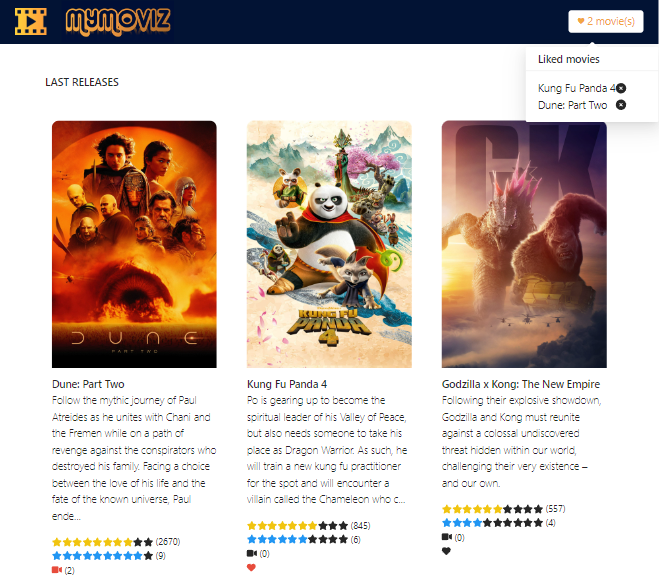 MYMOVIZ
2 movie(s)
Liked movies
Kung Fu Panda 4
Dune: Part Two
LAST RELEASES
DUNE
PART TWO
KUNG FU
PANDA
4
GK
Dune: Part Two
Follow the mythic journey of Paul
Atreides as he unites with Chani and
the Fremen while on a path of
revenge against the conspirators who
destroyed his family. Facing a choice
between the love of his life and the
fate of the known universe, Paul
ende...
(2670)
(9)
(2)
Kung Fu Panda 4
Po is gearing up to become the
spiritual leader of his Valley of Peace,
but also needs someone to take his
place as Dragon Warrior. As such, he
will train a new kung fu practitioner
for the spot and will encounter a
villain called the Chameleon who c...
(845)
(6)
(0)
Godzilla x Kong: The New Empire
Following their explosive showdown,
Godzilla and Kong must reunite
against a colossal undiscovered
threat hidden within our world,
challenging their very existence –
and our own.
(557)
(4)
(0)